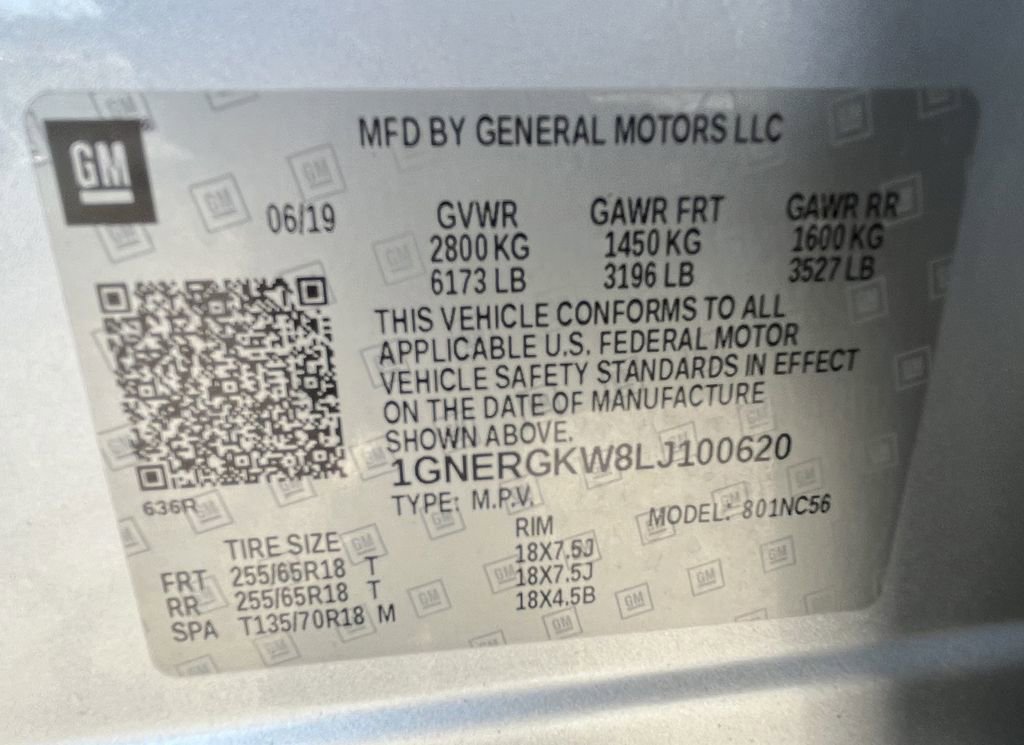 GM
MFD BY GENERAL MOTORS LLC
06/19
GVWR GAWR FRT GAWR RR
2800 KG 1450 KG 1600 KG
6173 LB 3196 LB 3527 LB
THIS VEHICLE CONFORMS TO ALL
APPLICABLE U.S. FEDERAL MOTOR
VEHICLE SAFETY STANDARDS IN EFFECT
ON THE DATE OF MANUFACTURE
SHOWN ABOVE.
1GNERGKW8LJ100620
636R
TYPE: M.P.V. MODEL: 801NC56
TIRE SIZE RIM
FRT 255/65R18 T 18X7.5J
RR 255/65R18 T 18X7.5J
SPA T135/70R18 M 18X4.5B